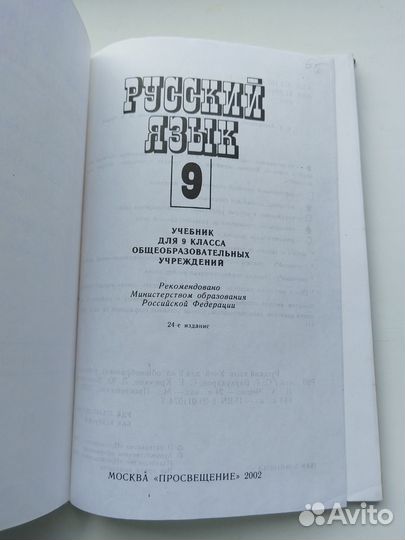 РУССКИЙ
ЯЗЫК
9
УЧЕБНИК
ДЛЯ 9 КЛАССА
ОБЩЕОБРАЗОВАТЕЛЬНЫХ
УЧРЕЖДЕНИЙ
Рекомендовано
Министерством образования
Российской Федерации
24-е издание
МОСКВА «ПРОСВЕЩЕНИЕ» 2002
Avito